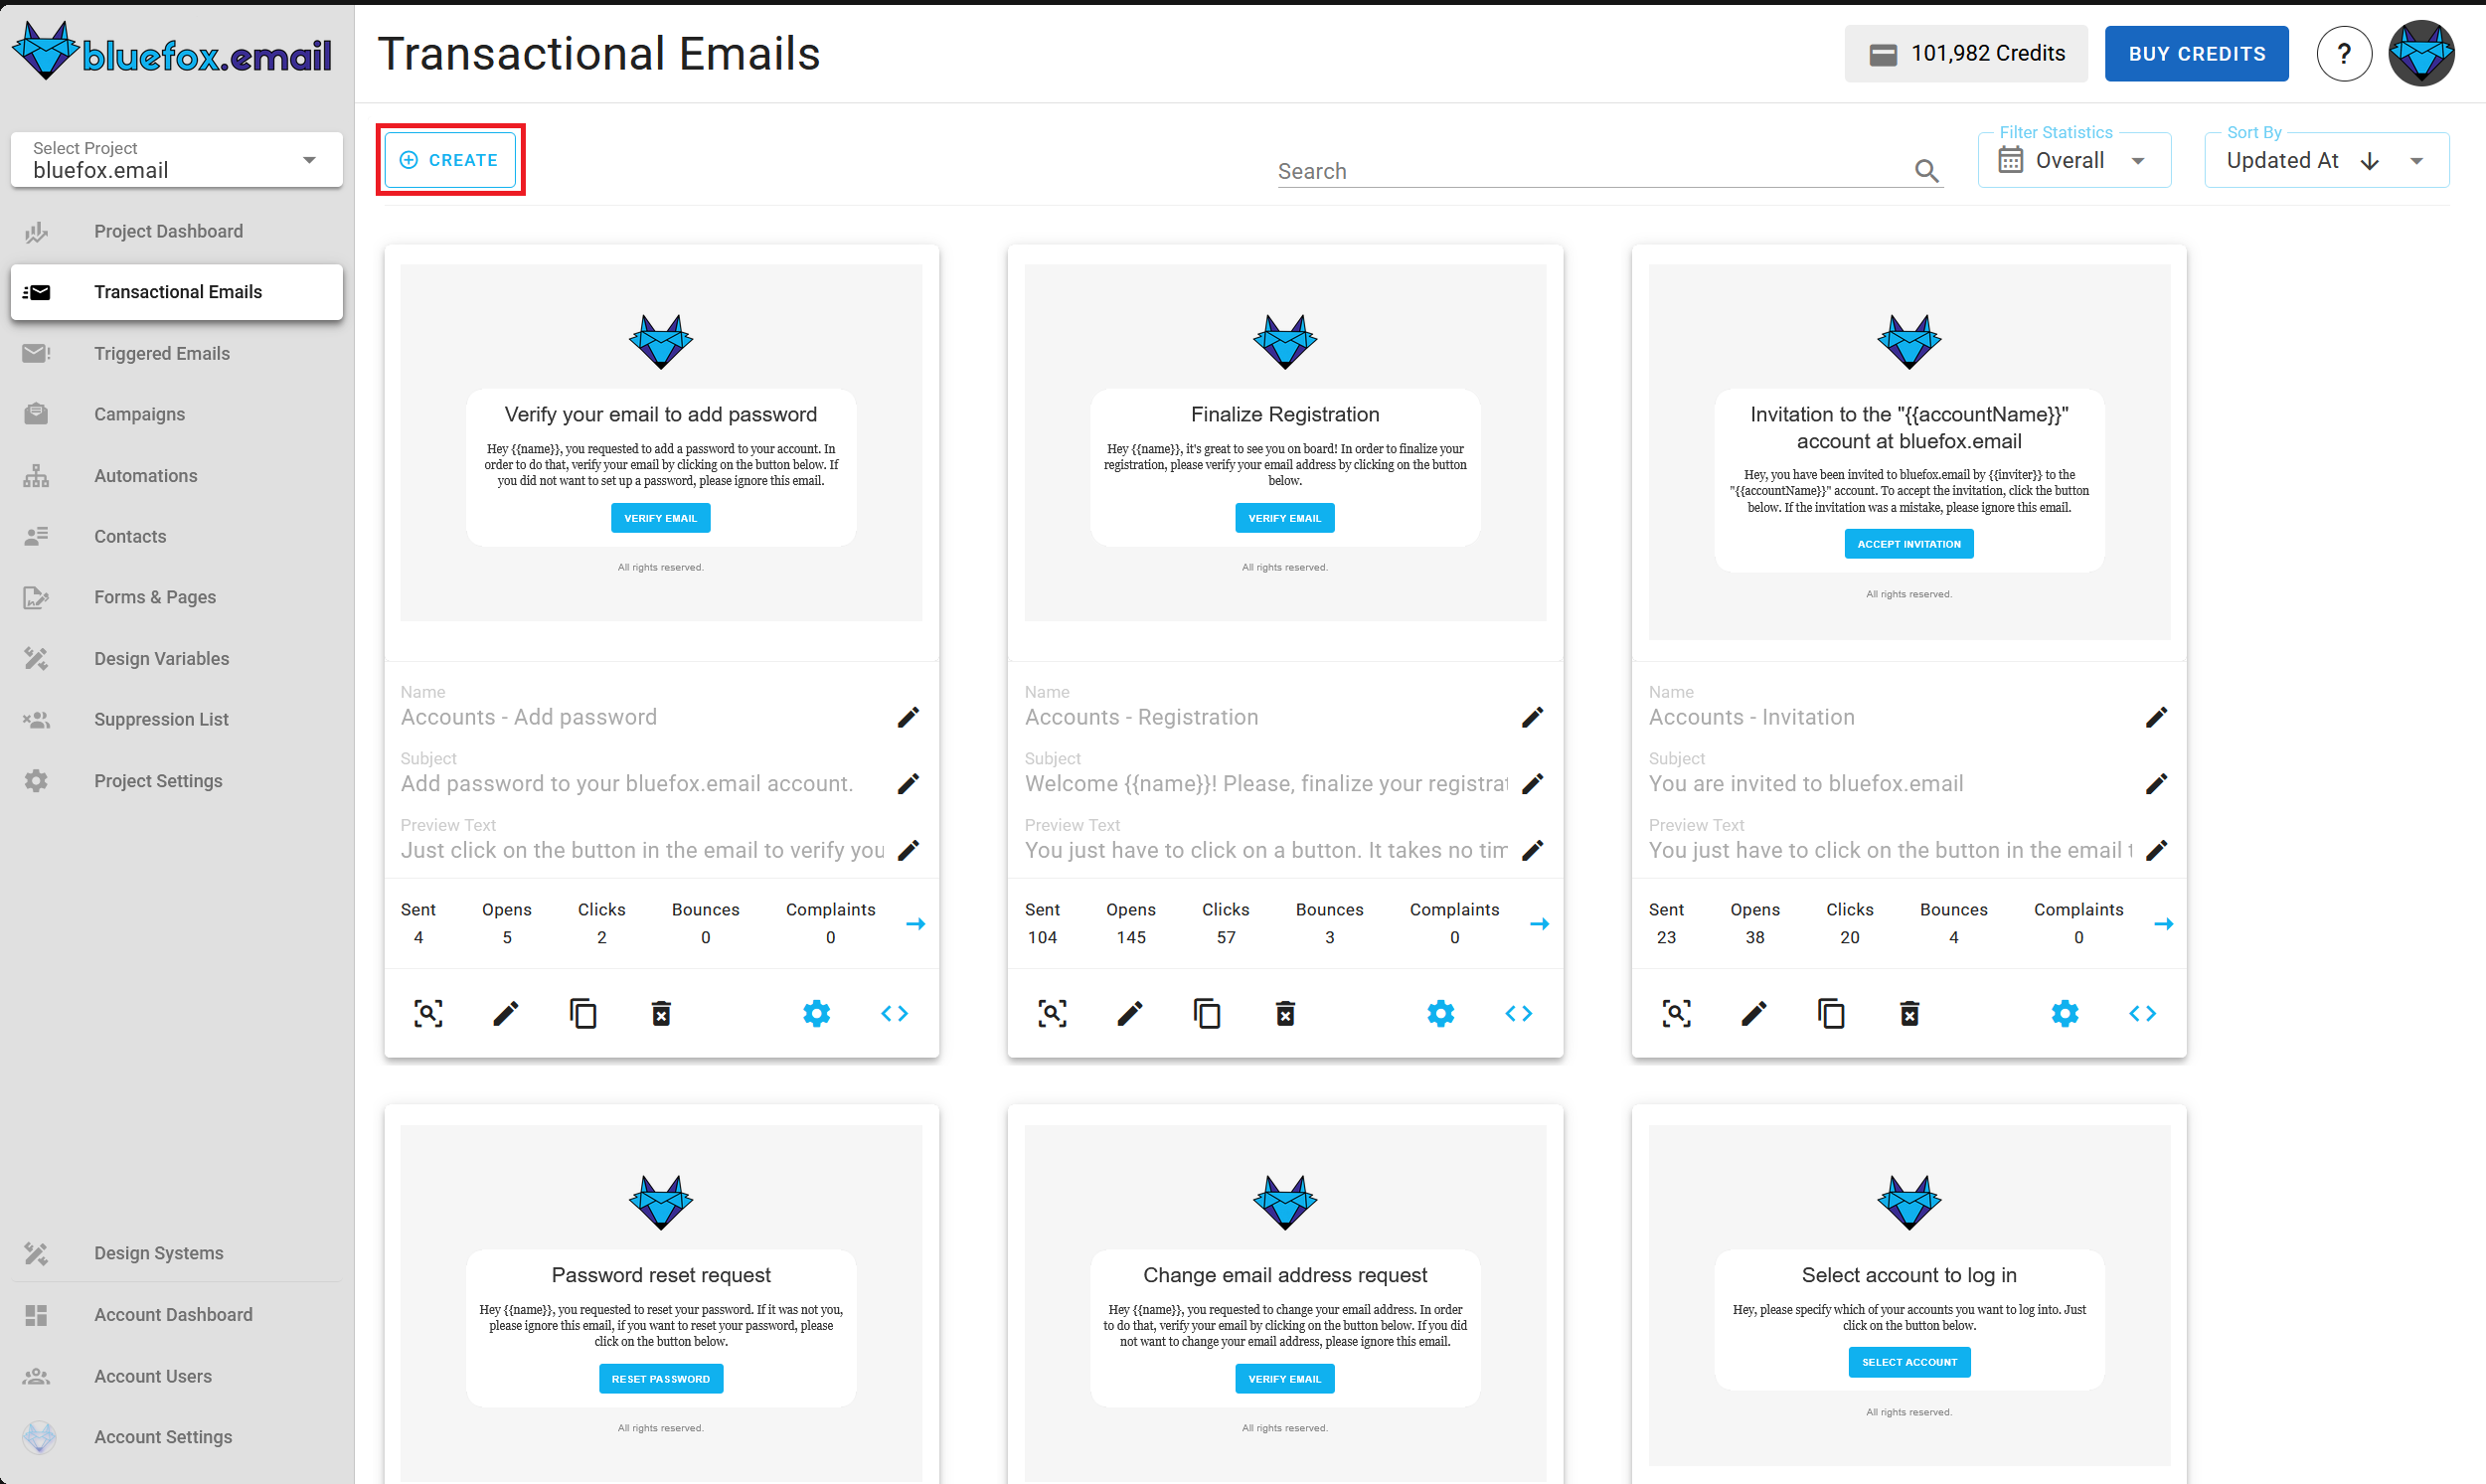 bluefox.email
Transactional Emails
101,982 Credits
BUY CREDITS
?
Select Project
bluefox.email
CREATE
Search
Filter Statistics
Overall
Sort By
Updated At
Project Dashboard
Transactional Emails
Triggered Emails
Campaigns
Automations
Contacts
Forms & Pages
Design Variables
Suppression List
Project Settings
Design Systems
Account Dashboard
Account Users
Account Settings
Verify your email to add password
Hey {{name}}, you requested to add a password to your account. In
order to do that, verify your email by clicking on the button below. If
you did not want to set up a password, please ignore this email.
VERIFY EMAIL
All rights reserved.
Name
Accounts - Add password
Subject
Add password to your bluefox.email account.
Preview Text
Just click on the button in the email to verify you
Sent Opens Clicks Bounces Complaints
4 5 2 0 0
Finalize Registration
Hey {{name}}, it's great to see you on board! In order to finalize your
registration, please verify your email address by clicking on the button
below.
VERIFY EMAIL
All rights reserved.
Name
Accounts - Registration
Subject
Welcome {{name}}! Please, finalize your registrat
Preview Text
You just have to click on a button. It takes no tim
Sent Opens Clicks Bounces Complaints
104 145 57 3 0
Invitation to the "{{accountName}}"
account at bluefox.email
Hey, you have been invited to bluefox.email by {{inviter}} to the
"{{accountName}}" account. To accept the invitation, click the button
below. If the invitation was a mistake, please ignore this email.
ACCEPT INVITATION
All rights reserved.
Name
Accounts - Invitation
Subject
You are invited to bluefox.email
Preview Text
You just have to click on the button in the email t
Sent Opens Clicks Bounces Complaints
23 38 20 4 0
Password reset request
Hey {{name}}, you requested to reset your password. If it was not you,
please ignore this email, if you want to reset your password, please
click on the button below.
RESET PASSWORD
All rights reserved.
Change email address request
Hey {{name}}, you requested to change your email address. In order
to do that, verify your email by clicking on the button below. If you did
not want to change your email address, please ignore this email.
VERIFY EMAIL
All rights reserved.
Select account to log in
Hey, please specify which of your accounts you want to log into. Just
click on the button below.
SELECT ACCOUNT
All rights reserved.